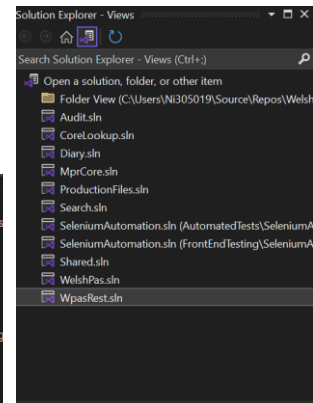 Solution Explorer - Views
Search Solution Explorer - Views (Ctrl+;)
Open a solution, folder, or other item
Folder View (C:\Users\Ni305019\Source\Repos\Welsh
Audit.sln
CoreLookup.sln
Diary.sln
MprCore.sln
ProductionFiles.sln
Search.sln
SeleniumAutomation.sln (AutomatedTests\SeleniumA
SeleniumAutomation.sln (FrontEndTesting\SeleniumA
Shared.sln
WelshPas.sln
WpasRest.sln